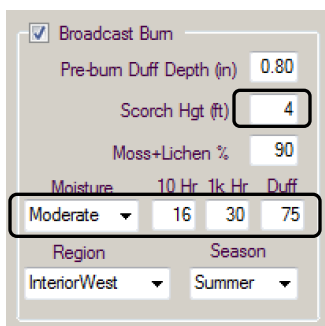 Broadcast Burn
Pre-burn Duff Depth (in) 0.80
Scorch Hgt (ft) 4
Moss+Lichen % 90
Moisture 10 Hr 1k Hr Duff
Moderate 16 30 75
Region Season
InteriorWest Summer